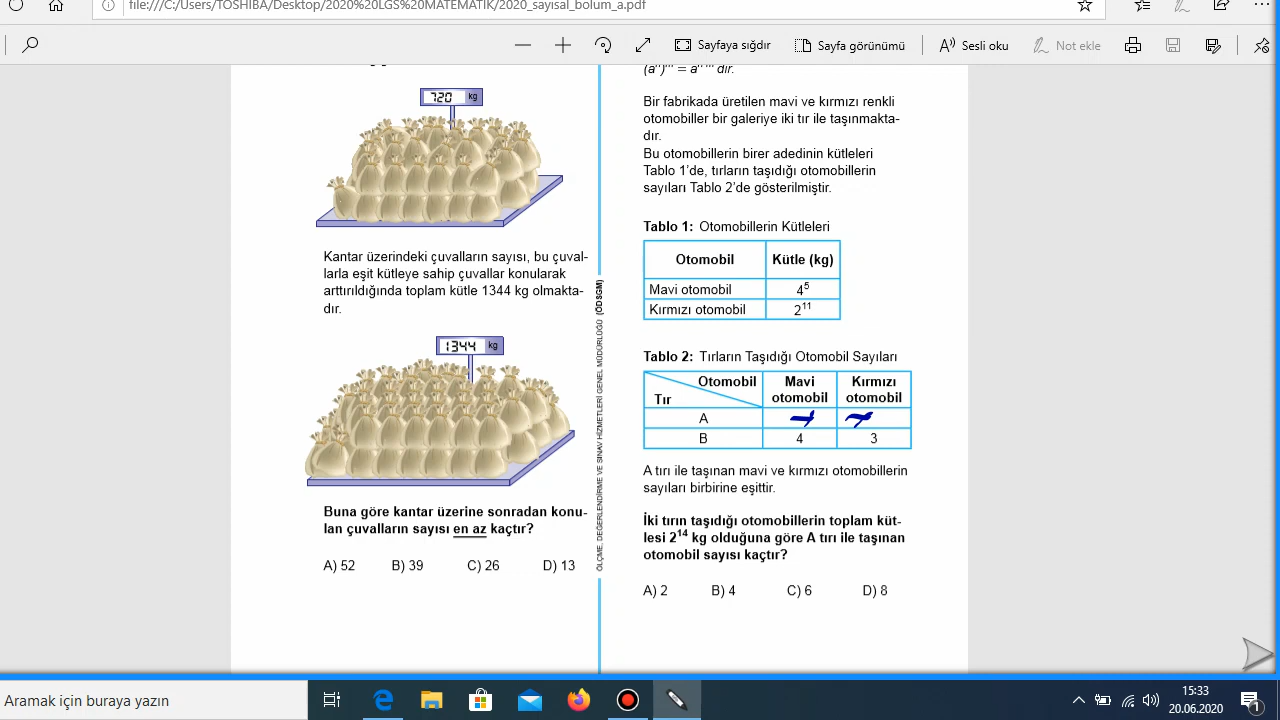 file:///C:/Users/TOSHIBA/Desktop/2020%20LGS%20MATEMATIK/2020_sayisal_bolum_a.pdf
Sayfaya sığdır
Sayfa görünümü
Sesli oku
Not ekle
720 kg
Kantar üzerindeki çuvalların sayısı, bu çuval-
larla eşit kütleye sahip çuvallar konularak
arttırıldığında toplam kütle 1344 kg olmakta-
dır.
1344 kg
Buna göre kantar üzerine sonradan konu-
lan çuvalların sayısı en az kaçtır?
A) 52 B) 39 C) 26 D) 13
ÖLÇME, DEĞERLENDİRME VE SINAV HİZMETLERİ GENEL MÜDÜRLÜĞÜ (ÖDSGM)
dir.
Bir fabrikada üretilen mavi ve kırmızı renkli
otomobiller bir galeriye iki tır ile taşınmakta-
dır.
Bu otomobillerin birer adedinin kütleleri
Tablo 1’de, tırların taşıdığı otomobillerin
sayıları Tablo 2’de gösterilmiştir.
Tablo 1: Otomobillerin Kütleleri
Otomobil Kütle (kg)
Mavi otomobil 4⁵
Kırmızı otomobil 2¹¹
Tablo 2: Tırların Taşıdığı Otomobil Sayıları
Otomobil Mavi Kırmızı
Tır otomobil otomobil
A
B 4 3
A tırı ile taşınan mavi ve kırmızı otomobillerin
sayıları birbirine eşittir.
İki tırın taşıdığı otomobillerin toplam küt-
lesi 2¹⁴ kg olduğuna göre A tırı ile taşınan
otomobil sayısı kaçtır?
A) 2 B) 4 C) 6 D) 8
Aramak için buraya yazın
15:33
20.06.2020
1